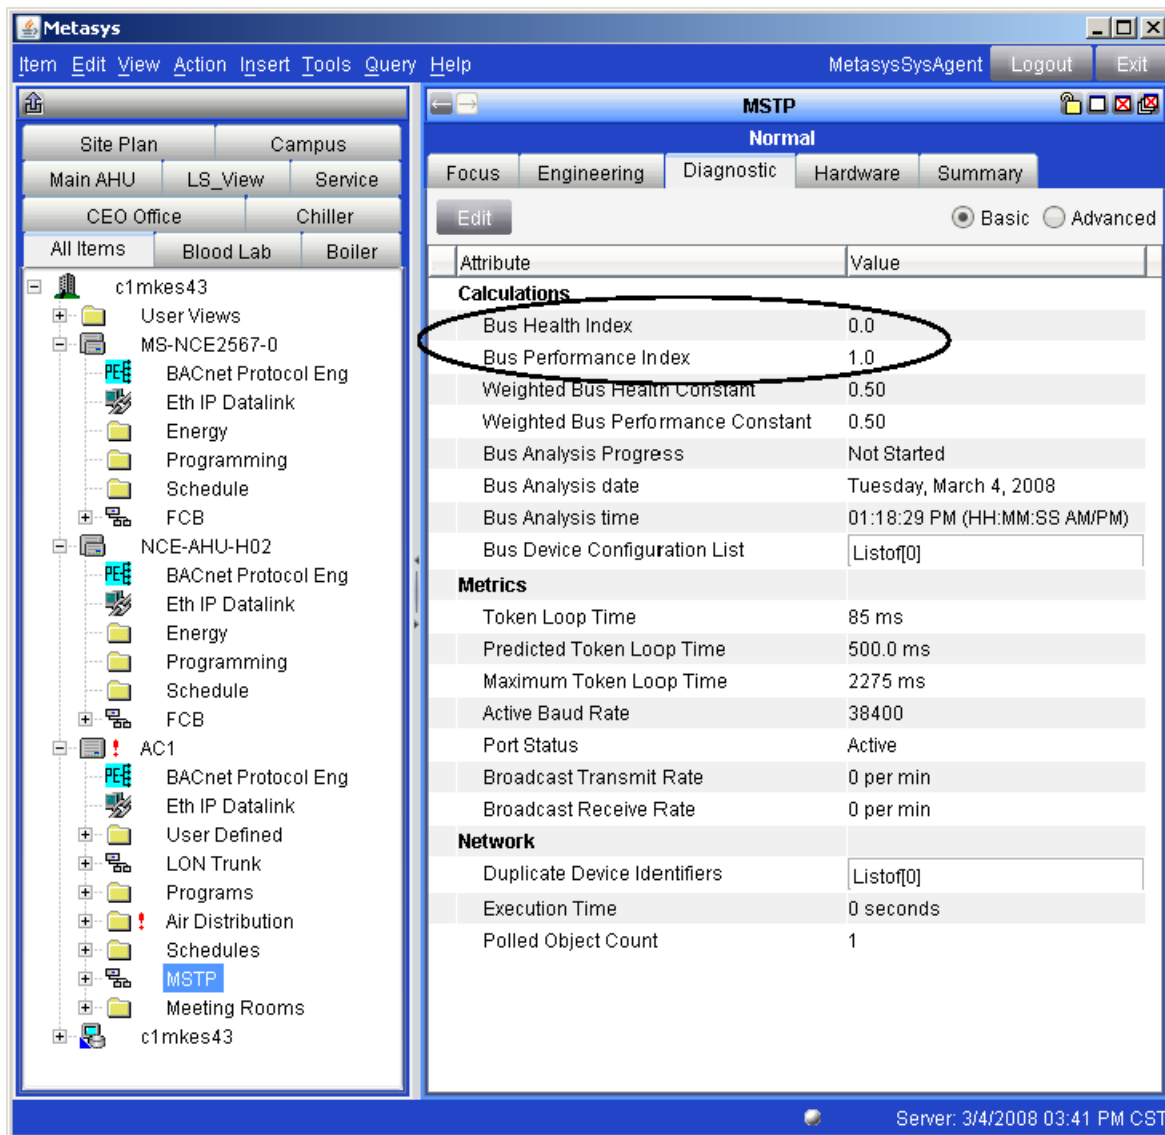 Metasys
Item Edit View Action Insert Tools Query Help MetasysSysAgent Logout Exit
Site Plan Campus
Main AHU LS_View Service
CEO Office Chiller
All Items Blood Lab Boiler
c1mkes43
User Views
MS-NCE2567-0
PE BACnet Protocol Eng
Eth IP Datalink
Energy
Programming
Schedule
FCB
NCE-AHU-H02
PE BACnet Protocol Eng
Eth IP Datalink
Energy
Programming
Schedule
FCB
AC1
PE BACnet Protocol Eng
Eth IP Datalink
User Defined
LON Trunk
Programs
Air Distribution
Schedules
MSTP
Meeting Rooms
c1mkes43
MSTP
Normal
Focus Engineering Diagnostic Hardware Summary
Edit Basic Advanced
Attribute Value
Calculations
Bus Health Index 0.0
Bus Performance Index 1.0
Weighted Bus Health Constant 0.50
Weighted Bus Performance Constant 0.50
Bus Analysis Progress Not Started
Bus Analysis date Tuesday, March 4, 2008
Bus Analysis time 01:18:29 PM (HH:MM:SS AM/PM)
Bus Device Configuration List Listof[0]
Metrics
Token Loop Time 85 ms
Predicted Token Loop Time 500.0 ms
Maximum Token Loop Time 2275 ms
Active Baud Rate 38400
Port Status Active
Broadcast Transmit Rate 0 per min
Broadcast Receive Rate 0 per min
Network
Duplicate Device Identifiers Listof[0]
Execution Time 0 seconds
Polled Object Count 1
Server: 3/4/2008 03:41 PM CST